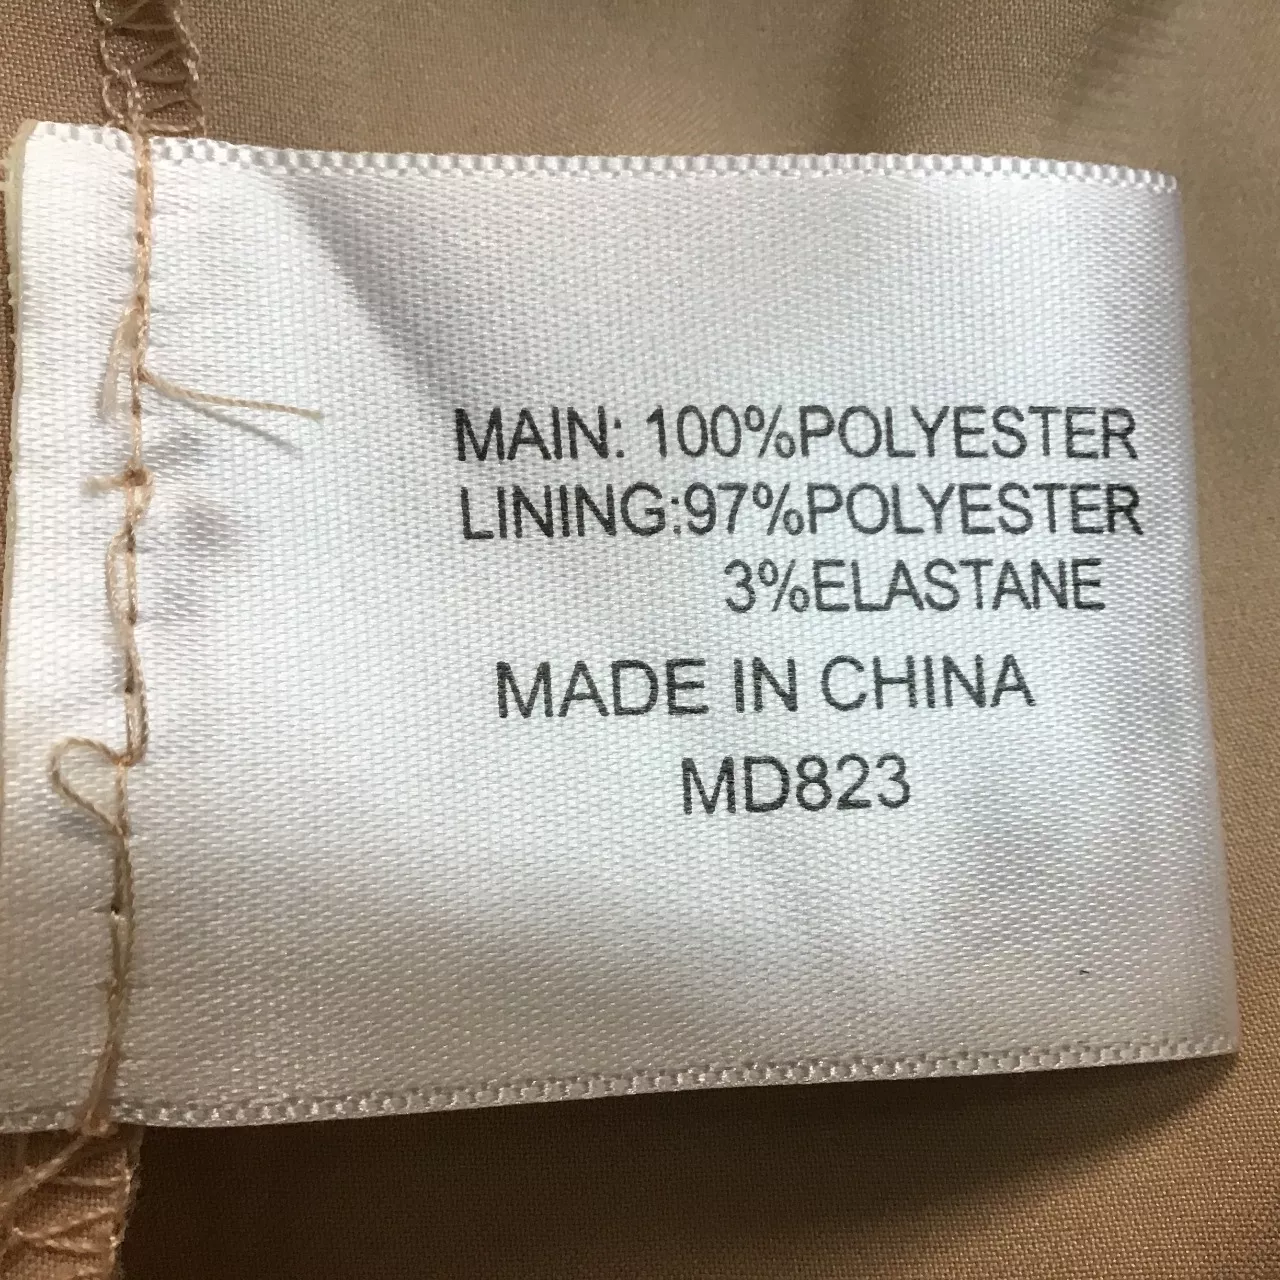 MAIN: 100%POLYESTER
LINING:97%POLYESTER
3%ELASTANE
MADE IN CHINA
MD823